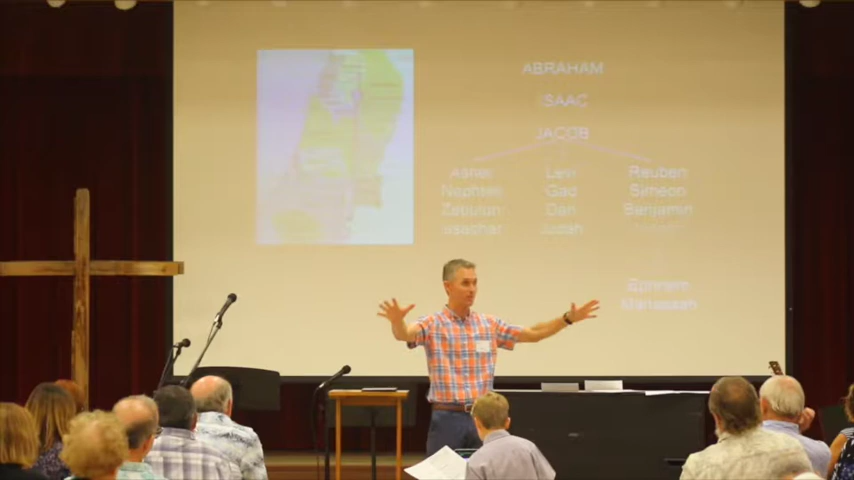 ABRAHAM
ISAAC
JACOB
Asher Levi Reuben
Naphtali Gad Simeon
Zebulun Dan Benjamin
Issachar Judah
Ephraim
Manasseh